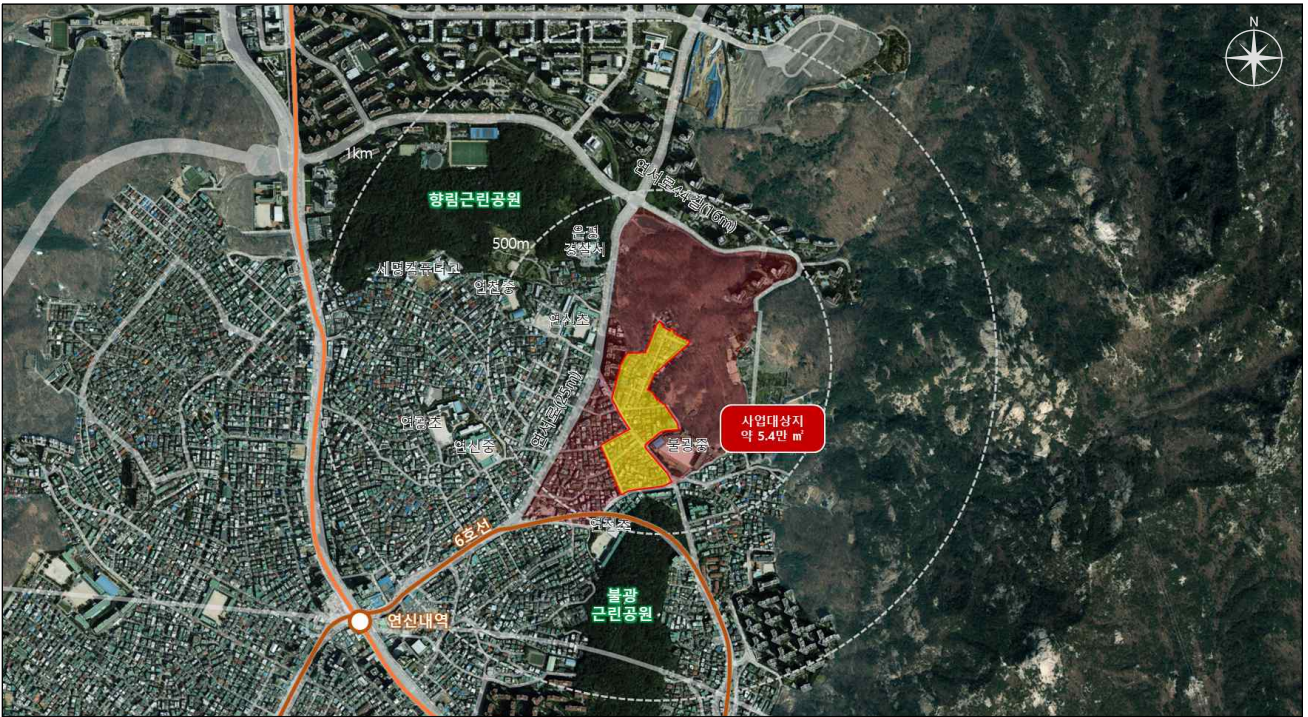 N
1km
연서로44길(16m)
향림근린공원
은평
경찰서
500m
세명컴퓨터고
연천중
연신초
연서로(25m)
사업대상지
약 5.4만 ㎡
연광초
연신중
불광중
6호선
연천초
불광
근린공원
연신내역